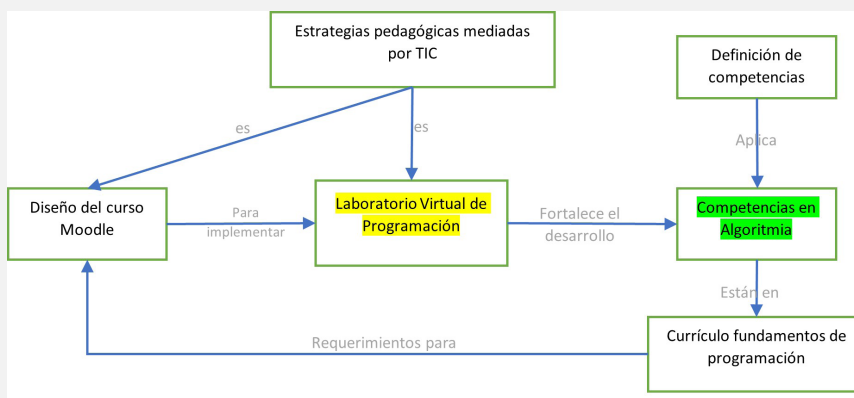 Estrategias pedagógicas mediadas
por TIC
Definición de
competencias
es
es
Aplica
Diseño del curso
Moodle
Para
implementar
Laboratorio Virtual de
Programación
Fortalece el
desarrollo
Competencias en
Algoritmia
Están en
Requerimientos para
Currículo fundamentos de
programación